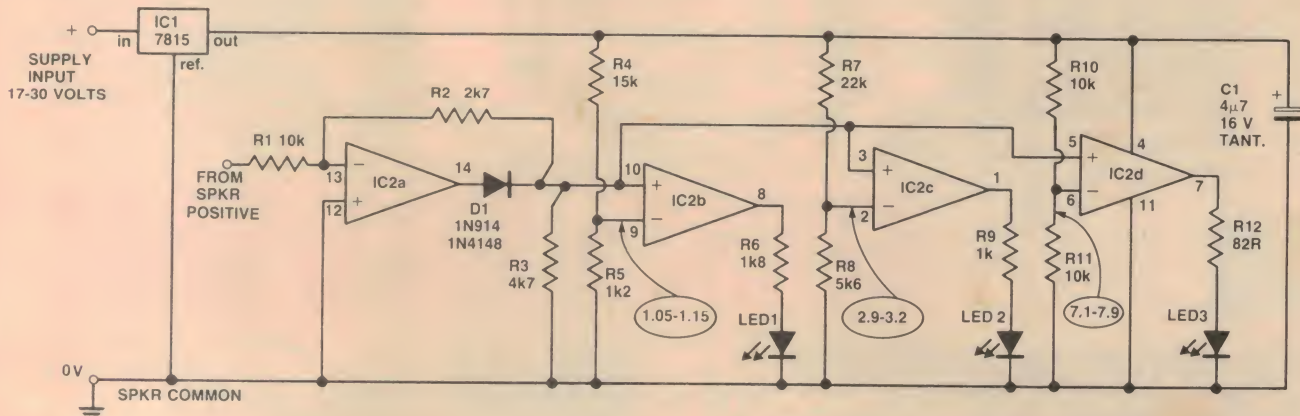 +
in
IC1
7815
out
ref.
SUPPLY
INPUT
17-30 VOLTS
R1 10k
FROM
SPKR
POSITIVE
R2 2k7
−
13
+
12
IC2a
14
D1
1N914
1N4148
R3
4k7
R4
15k
R5
1k2
10
+
−
9
IC2b
8
R6
1k8
1.05-1.15
LED1
R7
22k
R8
5k6
3
+
−
2
IC2c
1
R9
1k
2.9-3.2
LED 2
R10
10k
R11
10k
5
+
−
6
IC2d
4
11
7
R12
82R
7.1-7.9
LED3
C1
4µ7
16 V
TANT.
+
0V
SPKR COMMON